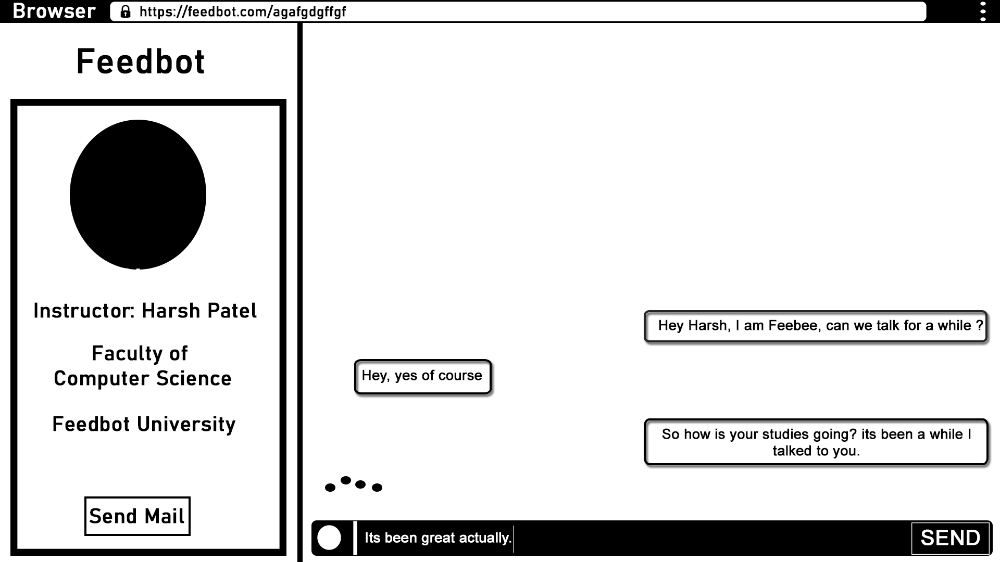 Browser
https://feedbot.com/agafgdgffgf
Feedbot
Instructor: Harsh Patel
Faculty of
Computer Science
Feedbot University
Send Mail
Hey Harsh, I am Feebee, can we talk for a while ?
Hey, yes of course
So how is your studies going? its been a while I
talked to you.
Its been great actually.
SEND